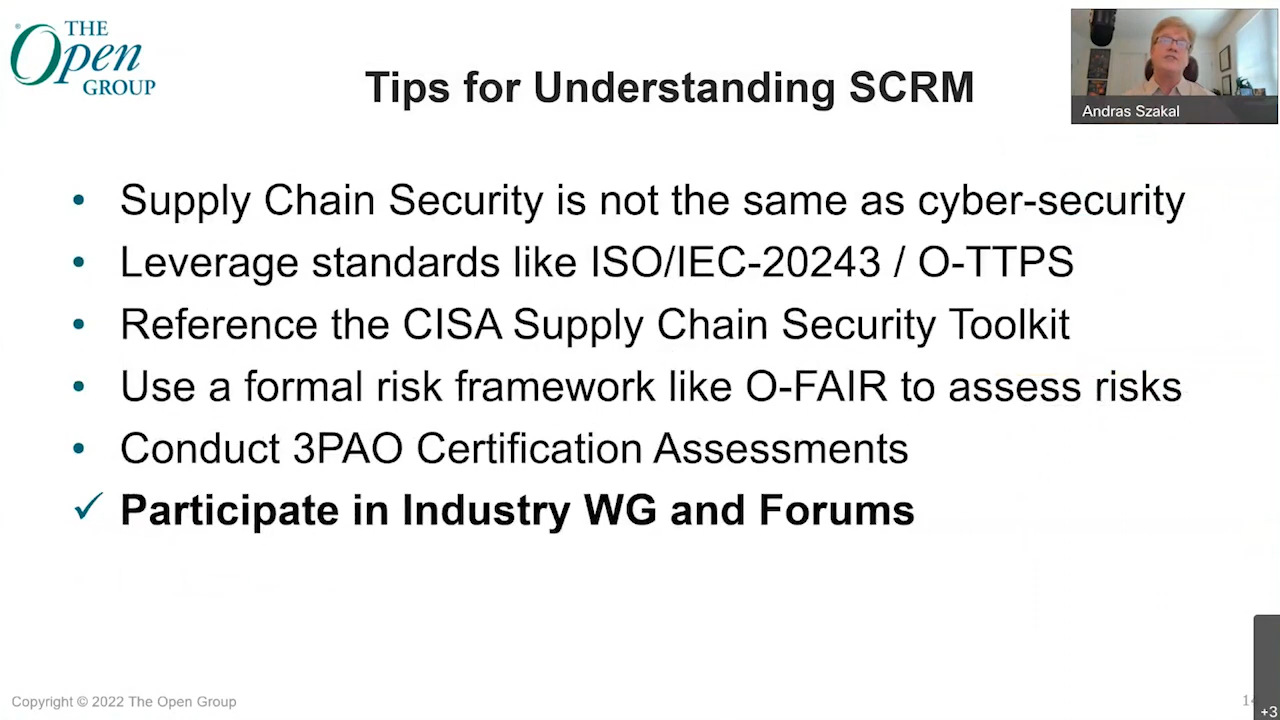 THE
Open
GROUP
Tips for Understanding SCRM
Andras Szakal
• Supply Chain Security is not the same as cyber-security
• Leverage standards like ISO/IEC-20243 / O-TTPS
• Reference the CISA Supply Chain Security Toolkit
• Use a formal risk framework like O-FAIR to assess risks
• Conduct 3PAO Certification Assessments
✓ Participate in Industry WG and Forums
Copyright © 2022 The Open Group
+3